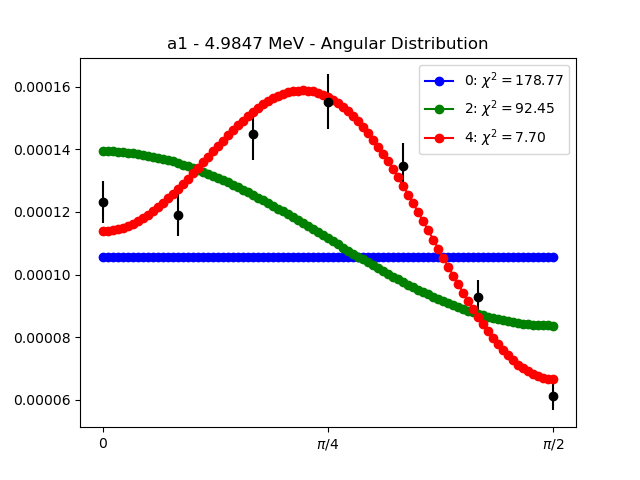 a1 - 4.9847 MeV - Angular Distribution
0: χ² = 178.77
2: χ² = 92.45
4: χ² = 7.70
0.00016
0.00014
0.00012
0.00010
0.00008
0.00006
0 π/4 π/2